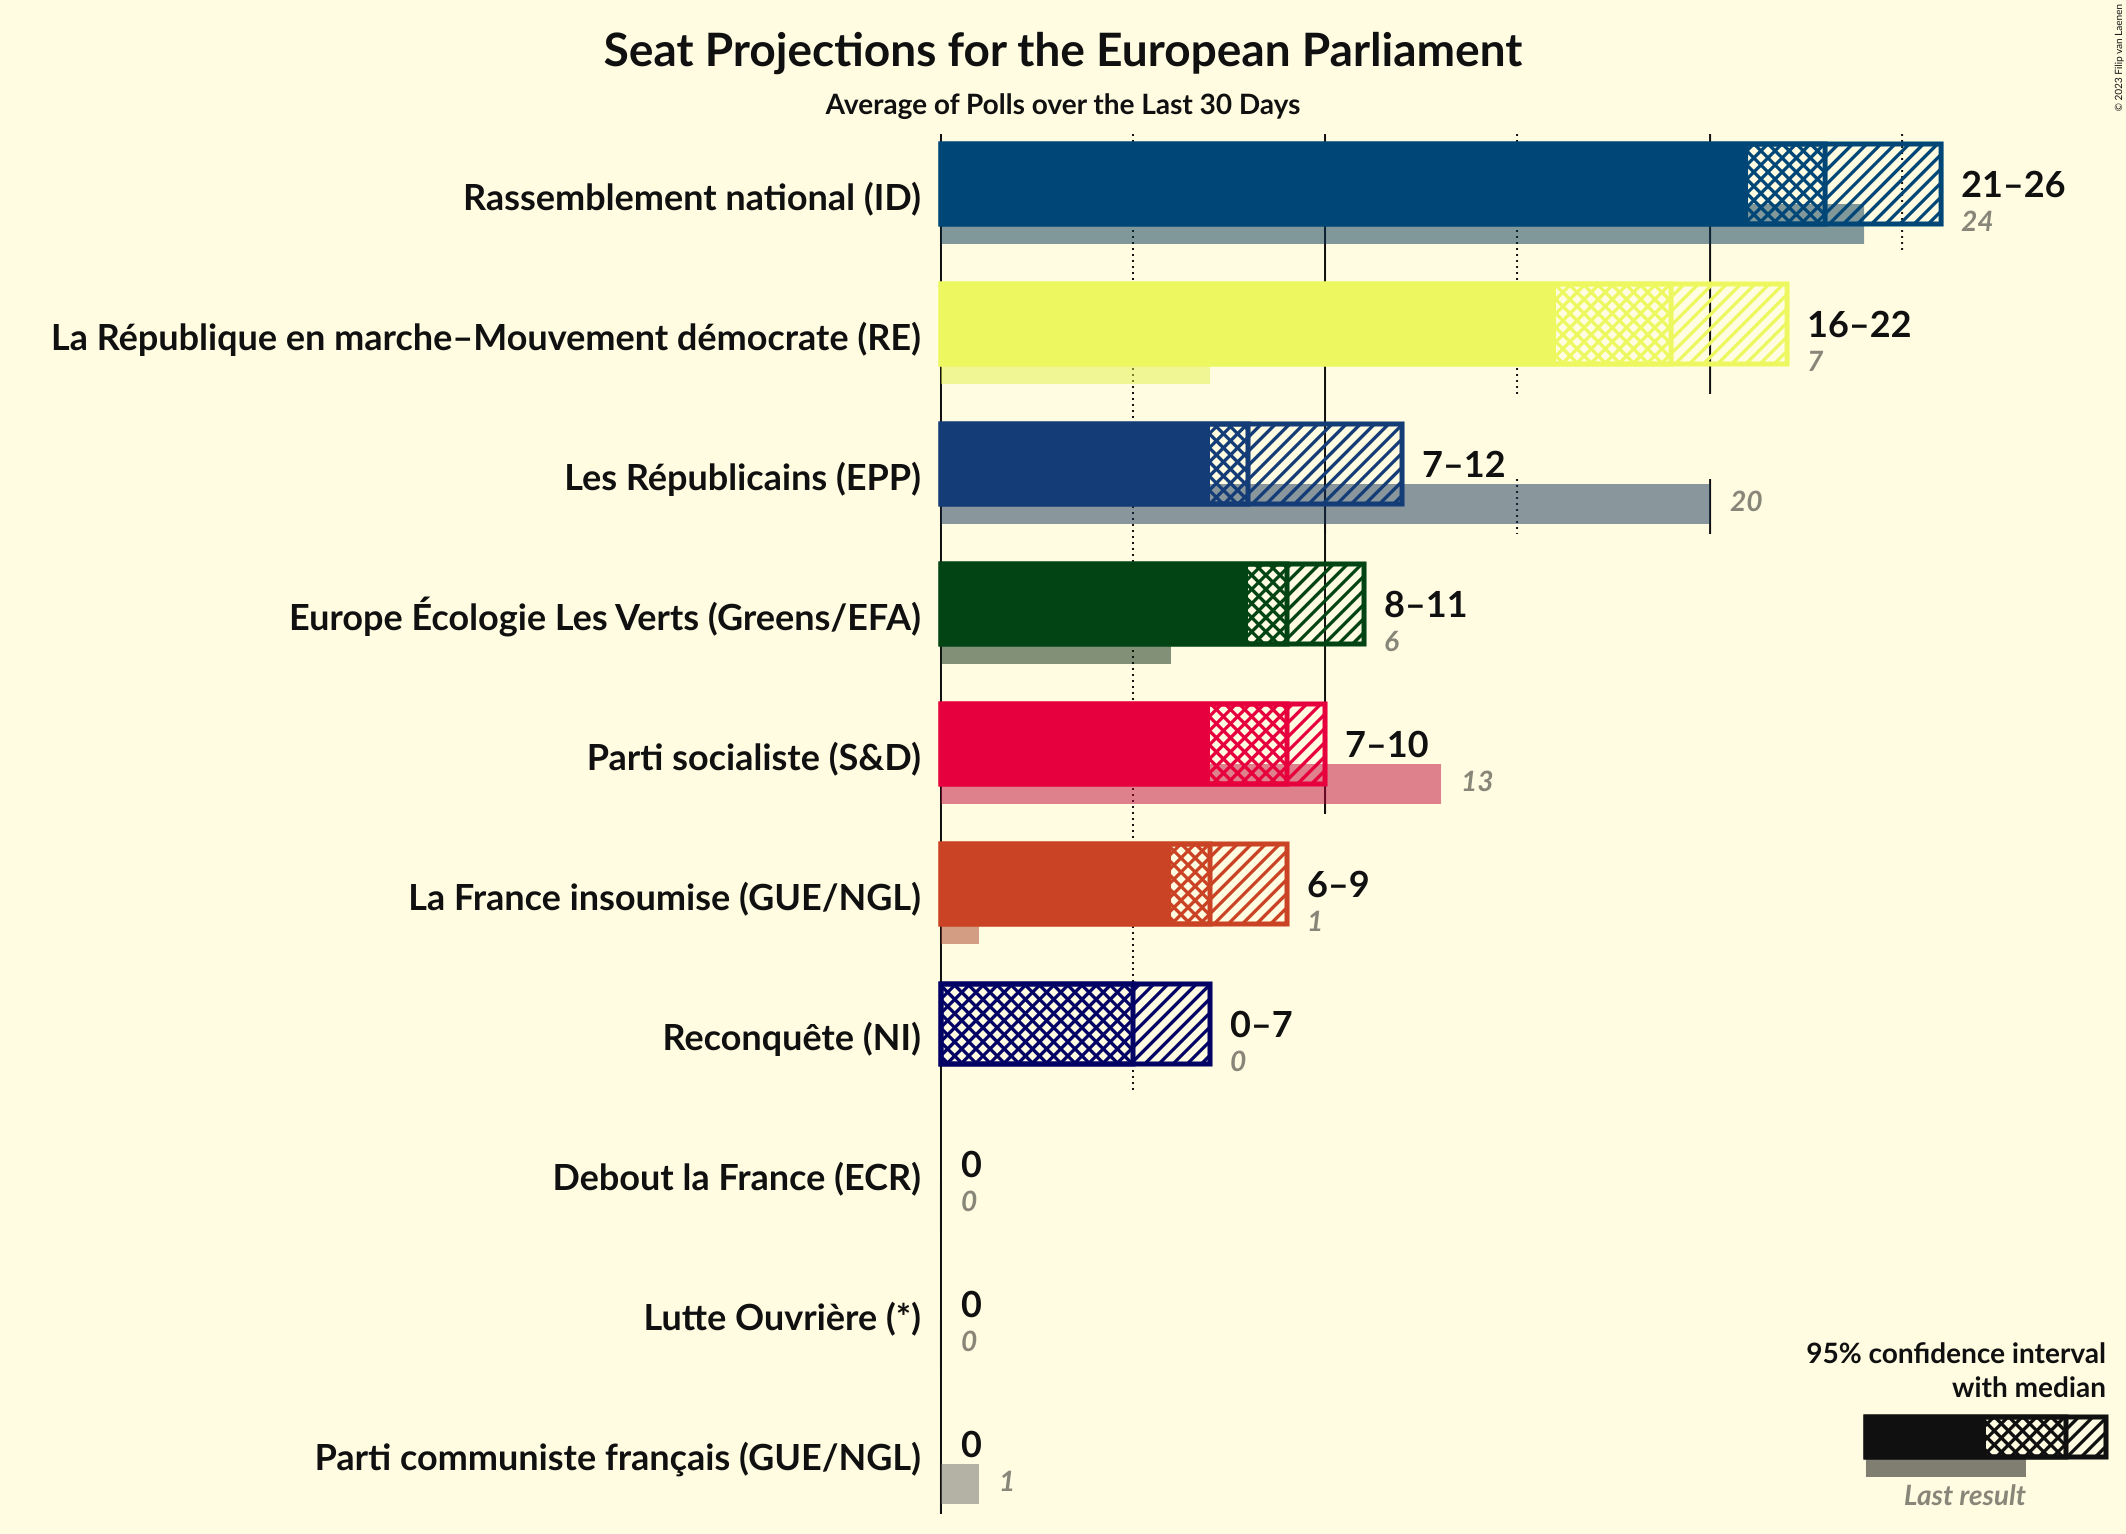 Seat Projections for the European Parliament
Average of Polls over the Last 30 Days
© 2023 Filip van Laenen
Rassemblement national (ID)
21–26
24
La République en marche–Mouvement démocrate (RE)
16–22
7
Les Républicains (EPP)
7–12
20
Europe Écologie Les Verts (Greens/EFA)
8–11
6
Parti socialiste (S&D)
7–10
13
La France insoumise (GUE/NGL)
6–9
1
Reconquête (NI)
0–7
0
Debout la France (ECR)
0
0
Lutte Ouvrière (*)
0
0
Parti communiste français (GUE/NGL)
0
1
95% confidence interval
with median
Last result